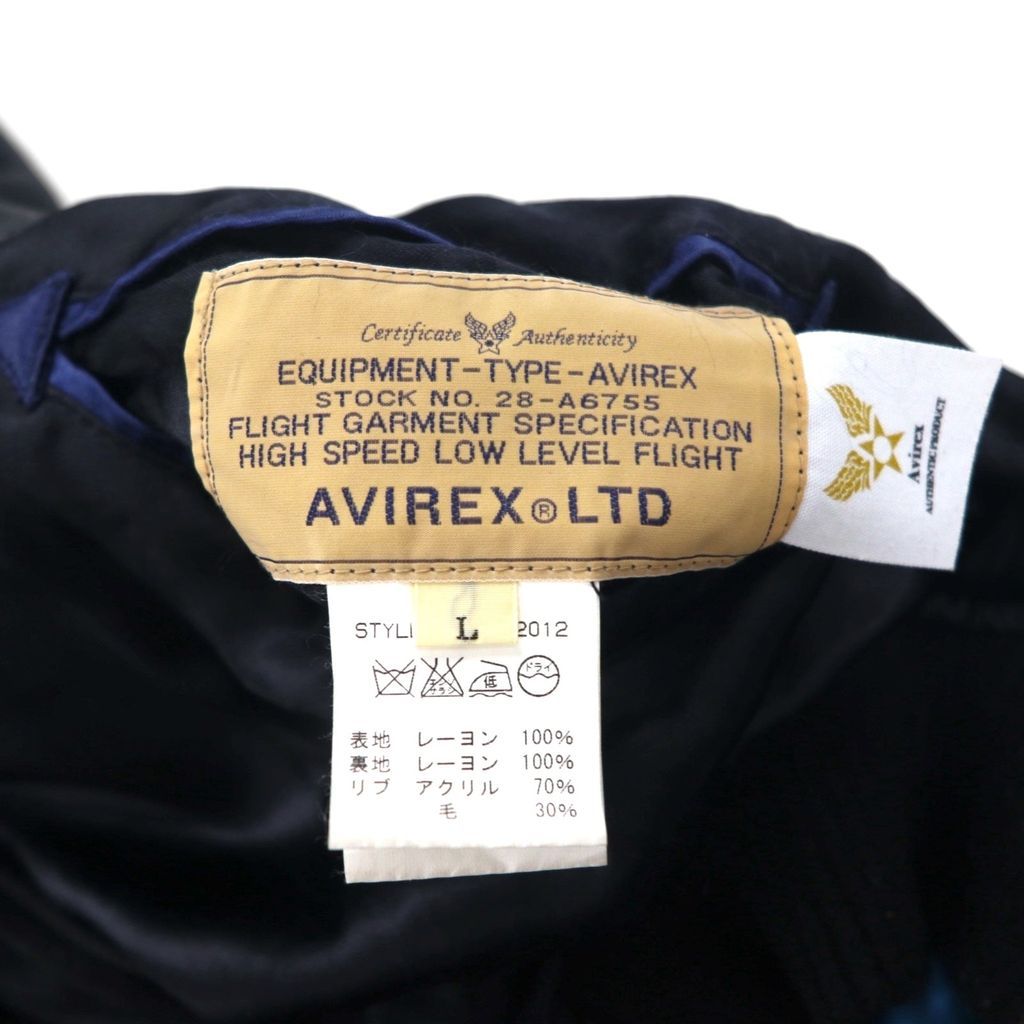 Certificate Authenticity
EQUIPMENT-TYPE-AVIREX
STOCK NO. 28-A6755
FLIGHT GARMENT SPECIFICATION
HIGH SPEED LOW LEVEL FLIGHT
AVIREX® LTD
Avirex
AUTHENTIC PRODUCT
L
2012
低 ドライ
表地 レーヨン 100%
裏地 レーヨン 100%
リブ アクリル 70%
毛 30%